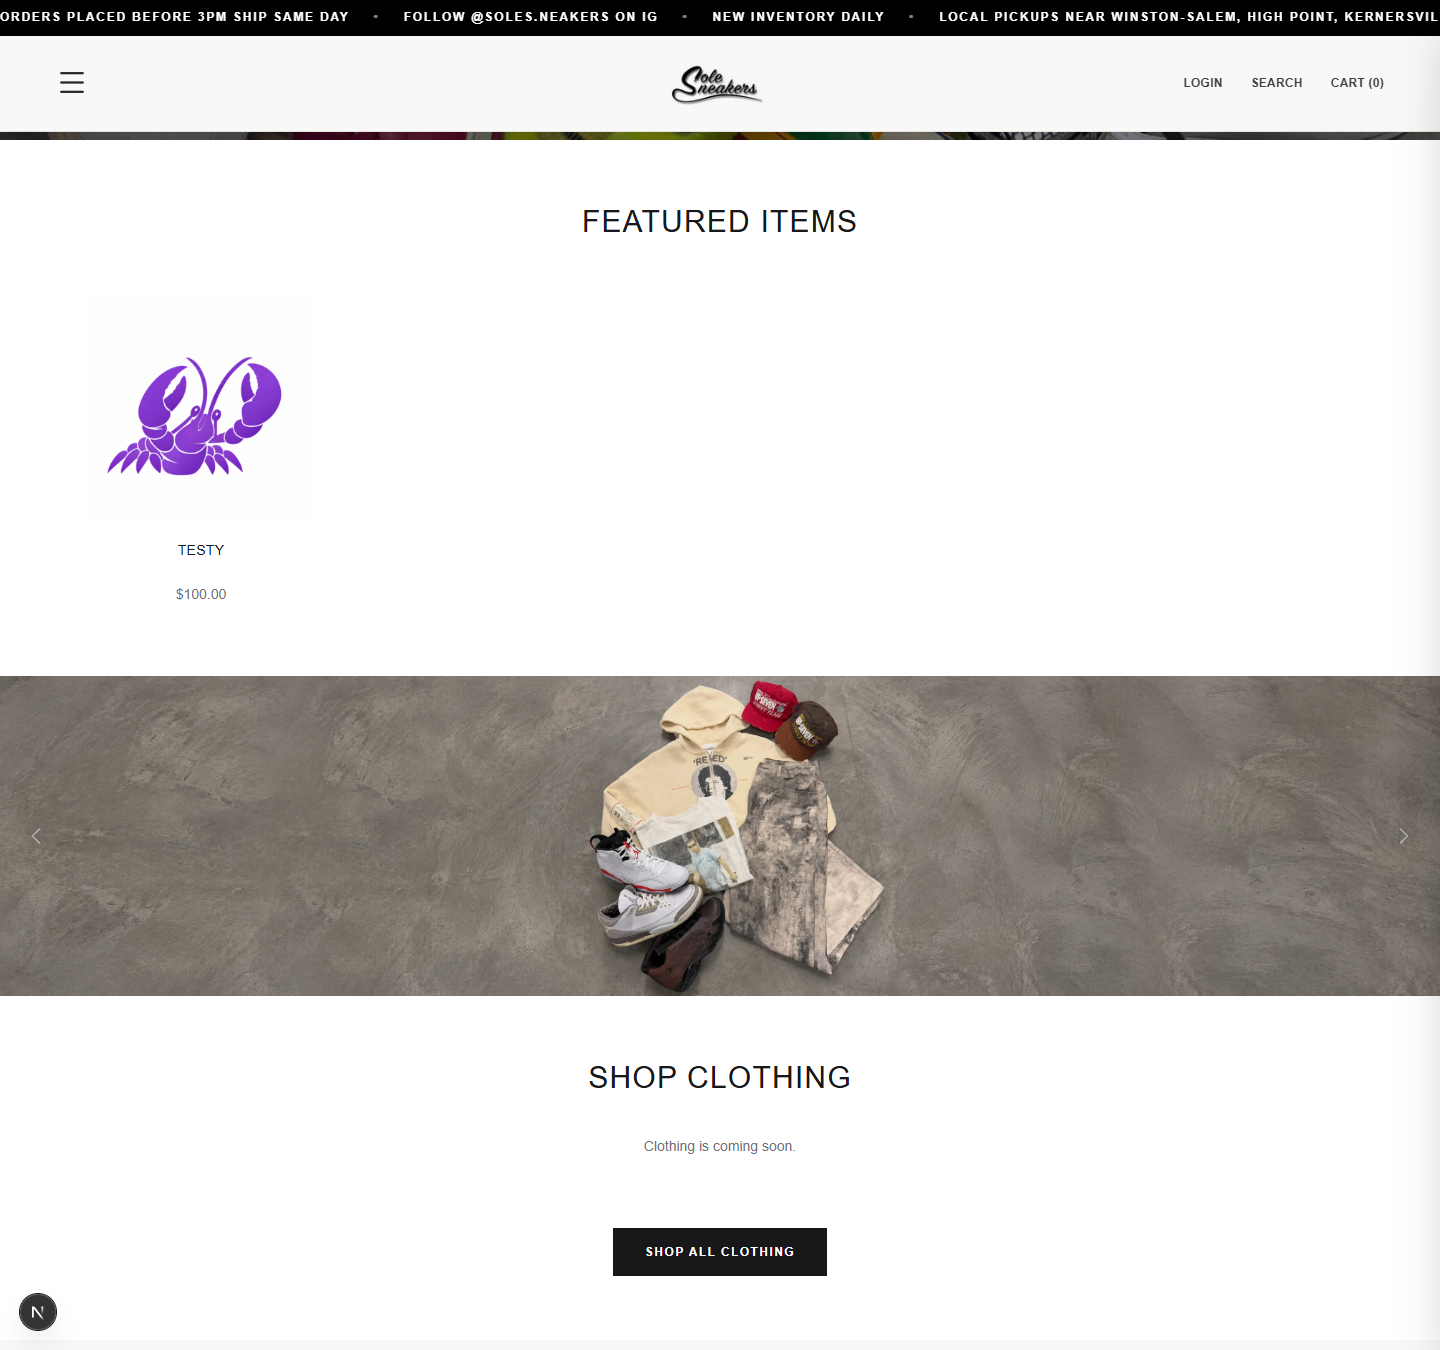 ORDERS PLACED BEFORE 3PM SHIP SAME DAY • FOLLOW @SOLES.NEAKERS ON IG • NEW INVENTORY DAILY • LOCAL PICKUPS NEAR WINSTON-SALEM, HIGH POINT, KERNERSVIL
Sole
Sneakers
LOGIN SEARCH CART (0)
FEATURED ITEMS
TESTY
$100.00
SHOP CLOTHING
Clothing is coming soon.
SHOP ALL CLOTHING
N